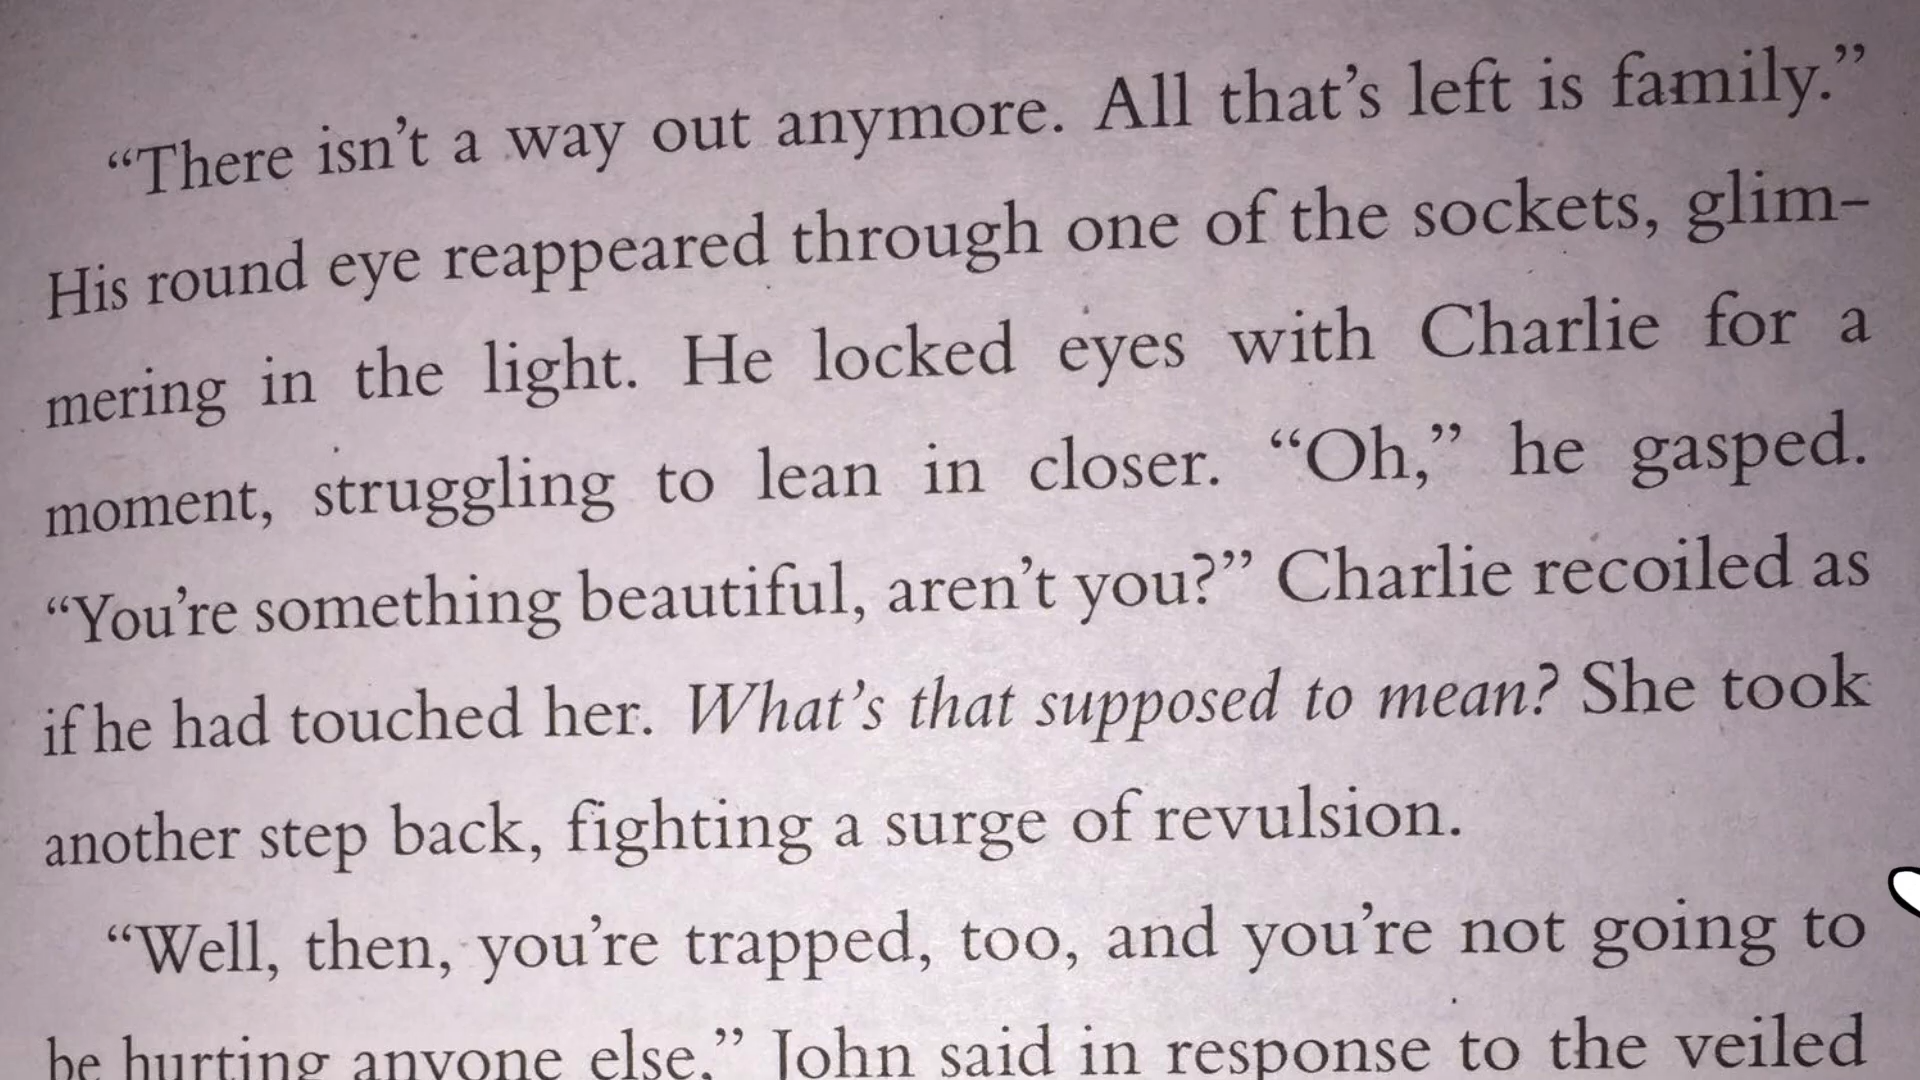 “There isn’t a way out anymore. All that’s left is family.”
His round eye reappeared through one of the sockets, glim-
mering in the light. He locked eyes with Charlie for a
moment, struggling to lean in closer. “Oh,” he gasped.
“You’re something beautiful, aren’t you?” Charlie recoiled as
if he had touched her. What’s that supposed to mean? She took
another step back, fighting a surge of revulsion.
“Well, then, you’re trapped, too, and you’re not going to
be hurting anyone else,” John said in response to the veiled